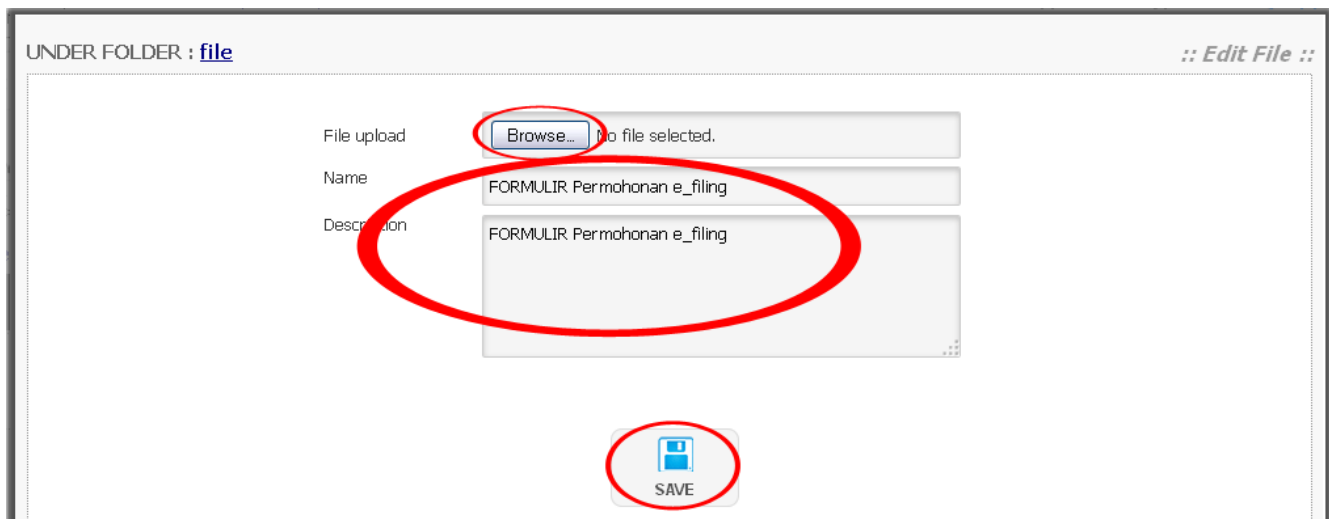 UNDER FOLDER : file
:: Edit File ::
File upload
Browse... No file selected.
Name
FORMULIR Permohonan e_filing
Description
FORMULIR Permohonan e_filing
SAVE